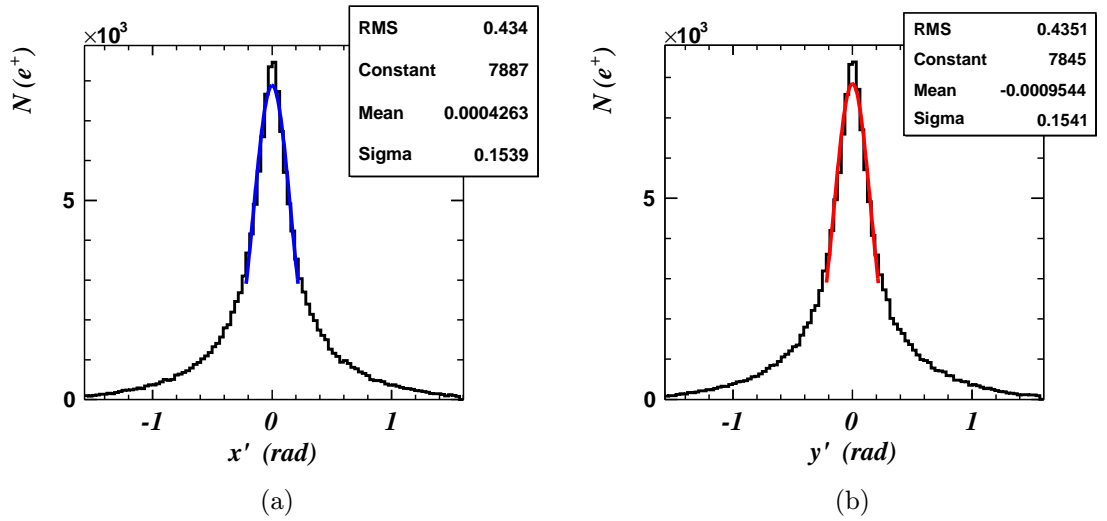 ×10³
N (e⁺)
RMS 0.434
Constant 7887
Mean 0.0004263
Sigma 0.1539
5
0
-1 0 1
x' (rad)
(a)
×10³
N (e⁺)
RMS 0.4351
Constant 7845
Mean -0.0009544
Sigma 0.1541
5
0
-1 0 1
y' (rad)
(b)